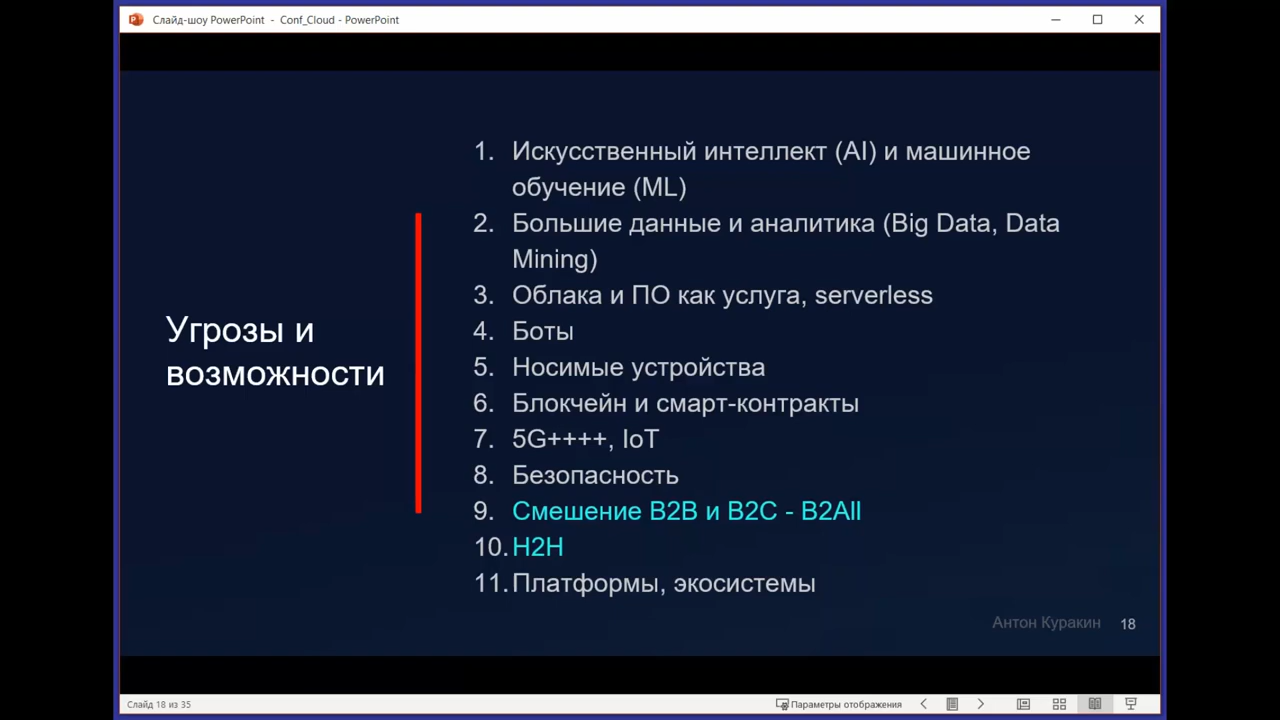 Слайд-шоу PowerPoint - Conf_Cloud - PowerPoint
Угрозы и
возможности
1. Искусственный интеллект (AI) и машинное
обучение (ML)
2. Большие данные и аналитика (Big Data, Data
Mining)
3. Облака и ПО как услуга, serverless
4. Боты
5. Носимые устройства
6. Блокчейн и смарт-контракты
7. 5G++++, IoT
8. Безопасность
9. Смешение B2B и B2C - B2All
10. H2H
11. Платформы, экосистемы
Антон Куракин 18
Слайд 18 из 35
Параметры отображения